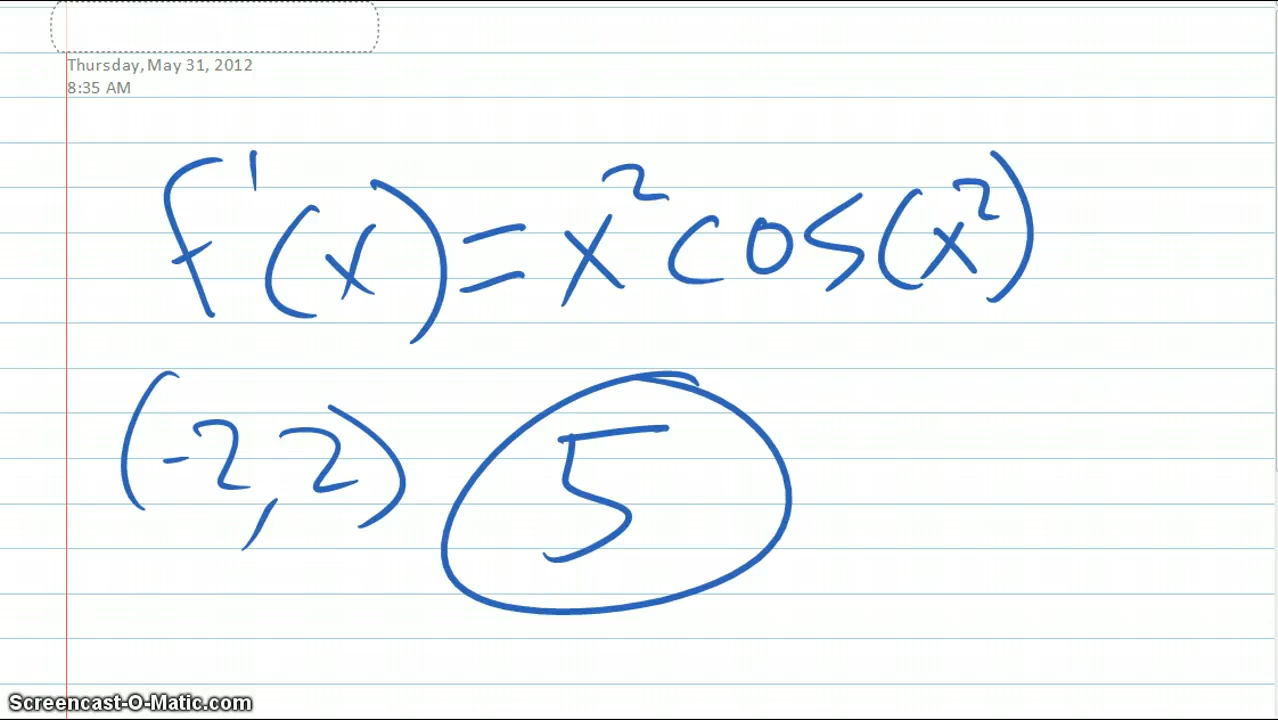 Thursday, May 31, 2012
8:35 AM
f'(x)=x²cos(x²)
(-2,2) 5
Screencast-O-Matic.com